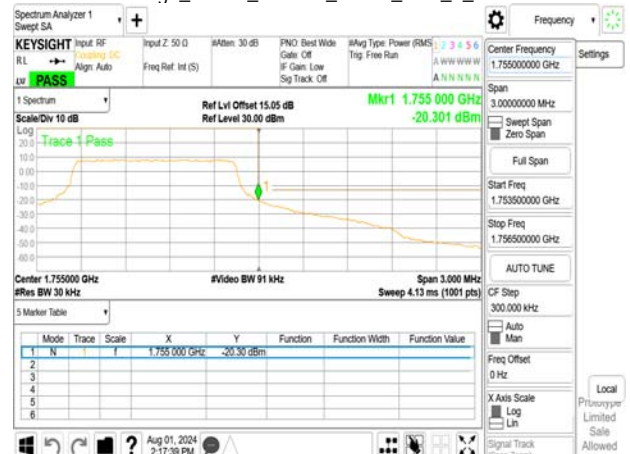 Spectrum Analyzer 1
Swept SA
Frequency
KEYSIGHT Input: RF Input Z: 50 Ω #Atten: 30 dB PNO: Best Wide #Avg Type: Power (RMS 1 2 3 4 5 6
RL Coupling: DC Gate: Off Trig: Free Run A W W W W W
Align: Auto Freq Ref: Int (S) IF Gain: Low
LW PASS Sig Track: Off A N N N N N
Center Frequency
1.755000000 GHz
Settings
1 Spectrum
Ref Lvl Offset 15.05 dB Mkr1 1.755 000 GHz
Scale/Div 10 dB Ref Level 30.00 dBm -20.301 dBm
Log
Trace 1 Pass
20.0
10.0
0.00
-10.0
-20.0
-30.0
-40.0
-50.0
-60.0
1
Center 1.755000 GHz #Video BW 91 kHz Span 3.000 MHz
#Res BW 30 kHz Sweep 4.13 ms (1001 pts)
Span
3.00000000 MHz
Swept Span
Zero Span
Full Span
Start Freq
1.753500000 GHz
Stop Freq
1.756500000 GHz
AUTO TUNE
CF Step
300.000 kHz
Auto
Man
Freq Offset
0 Hz
X Axis Scale
Log
Lin
Signal Track
5 Marker Table
Mode Trace Scale X Y Function Function Width Function Value
1 N 1 f 1.755 000 GHz -20.30 dBm
2
3
4
5
6
Local
Prototype
Limited
Sale
Allowed
? Aug 01, 2024
2:17:39 PM